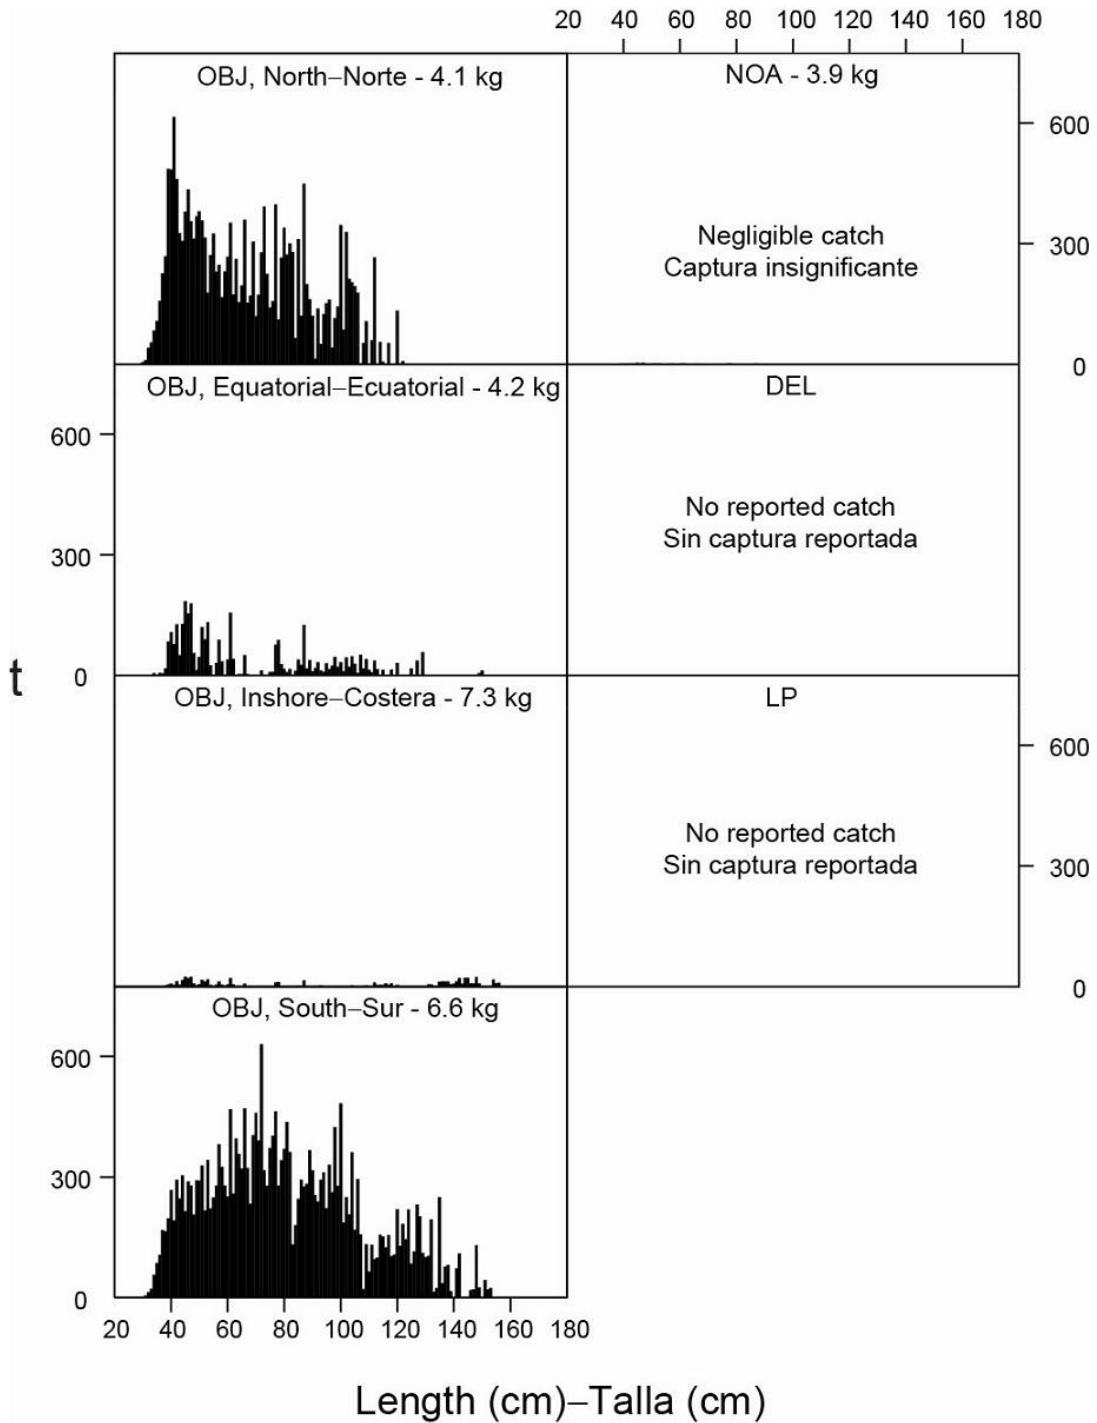 20 40 60 80 100 120 140 160 180
OBJ, North–Norte - 4.1 kg
NOA - 3.9 kg
600
Negligible catch
Captura insignificante
300
0
OBJ, Equatorial–Ecuatorial - 4.2 kg
DEL
600
No reported catch
Sin captura reportada
300
t
0
OBJ, Inshore–Costera - 7.3 kg
LP
600
No reported catch
Sin captura reportada
300
0
OBJ, South–Sur - 6.6 kg
600
300
0
20 40 60 80 100 120 140 160 180
Length (cm)–Talla (cm)